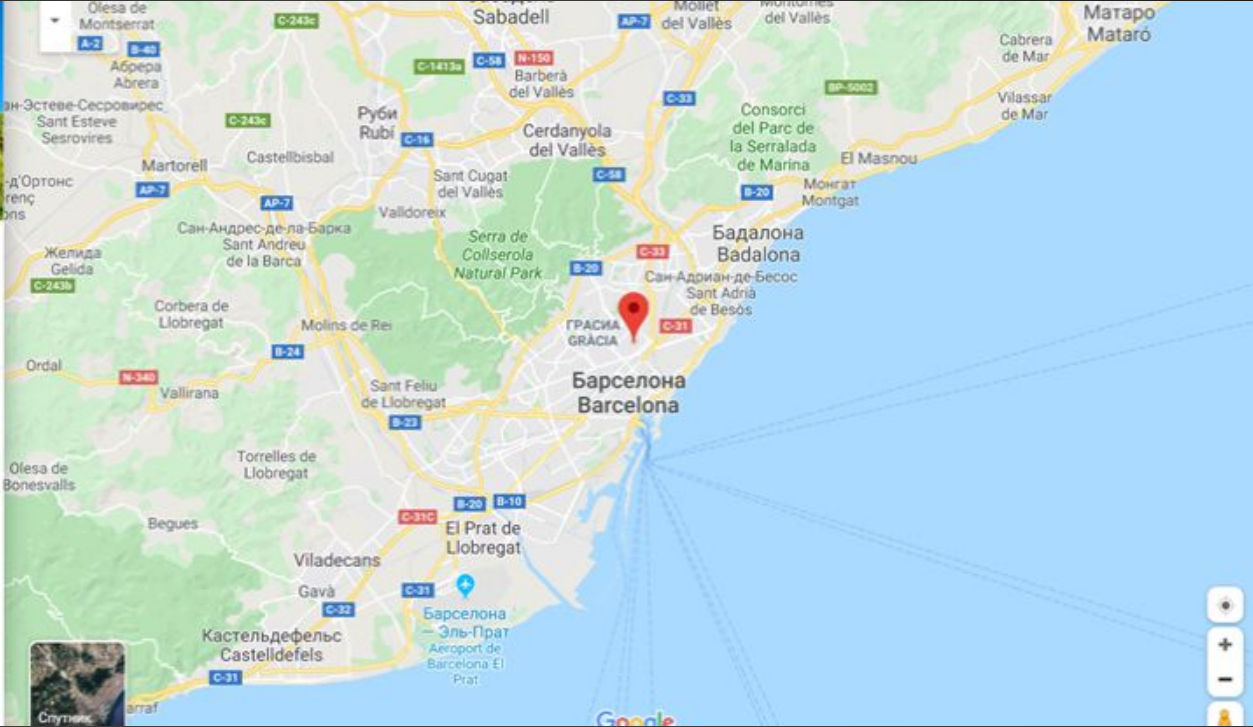 Olesa de
Montserrat
C-243c
Sabadell
AP-7
Mollet
del Vallès
del Vallès
Матаро
Mataró
A-2
B-40
Абрера
Abrera
C-1413a
C-58
N-150
Barberà
del Vallès
Cabrera
de Mar
BP-5002
C-33
Vilassar
de Mar
ан-Эстеве-Сесровирес
Sant Esteve
Sesrovires
C-243c
Руби
Rubí
C-16
Cerdanyola
del Vallès
Consorci
del Parc de
la Serralada
de Marina
El Masnou
Martorell
Castellbisbal
C-58
Sant Cugat
del Vallès
AP-7
AP-7
B-20
Монгат
Montgat
-д'Ортонс
renç
ons
Valldoreix
Сан-Андрес-де-ла-Барка
Sant Andreu
de la Barca
Serra de
Collserola
Natural Park
Бадалона
Badalona
C-33
B-20
Желида
Gelida
C-243b
Сан-Адриан-де-Бесос
Sant Adrià
de Besòs
Corbera de
Llobregat
Molins de Rei
ГРАСИА
GRÀCIA
C-31
B-24
Ordal
N-340
Vallirana
Sant Feliu
de Llobregat
Барселона
Barcelona
B-23
Torrelles de
Llobregat
Olesa de
Bonesvalls
B-20
B-10
C-31C
Begues
El Prat de
Llobregat
Viladecans
Gavà
C-31
C-32
Барселона
— Эль-Прат
Aeroport de
Barcelona El
Prat
Кастельдефельс
Castelldefels
C-31
arraf
Спутник
Google